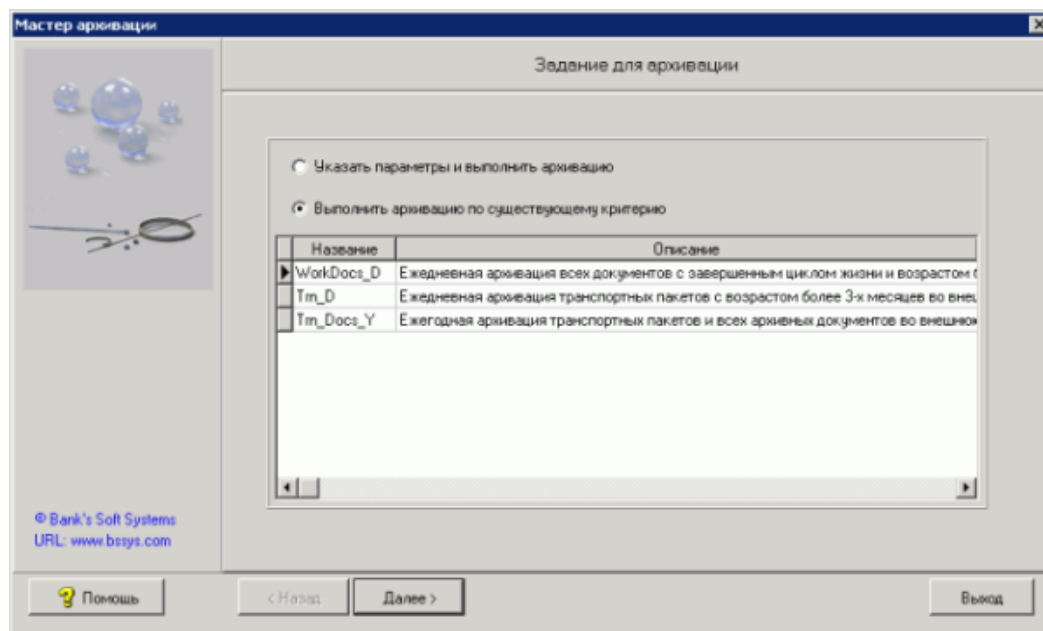 Мастер архивации
Задание для архивации
Указать параметры и выполнить архивацию
Выполнить архивацию по существующему критерию
Название Описание
WorkDocs_D Ежедневная архивация всех документов с завершенным циклом жизни и возрастом
Trn_D Ежедневная архивация транспортных пакетов с возрастом более 3-х месяцев во внеш
Trn_Docs_Y Ежегодная архивация транспортных пакетов и всех архивных документов во внешнюю
© Bank's Soft Systems
URL: www.bssys.com
Помощь < Назад Далее > Выход